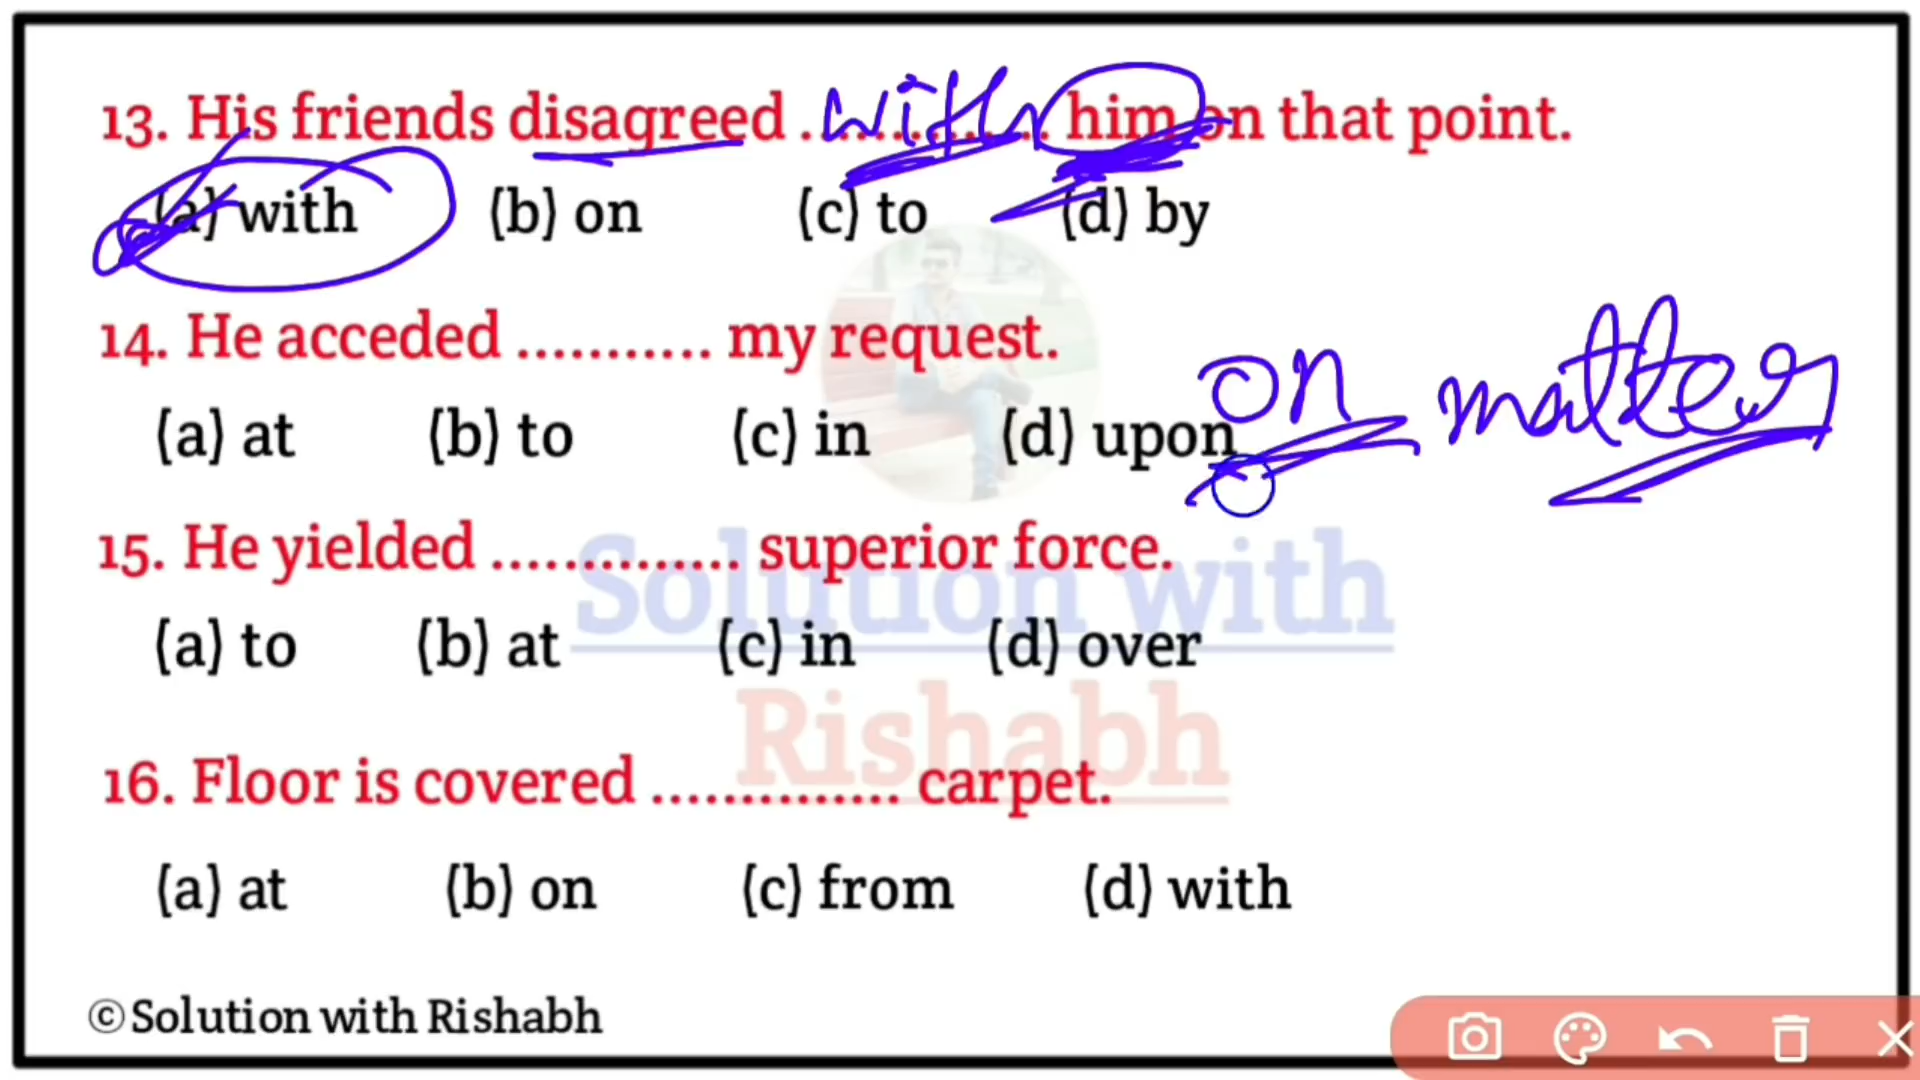 13. His friends disagreed .with............ him on that point.
(a) with (b) on (c) to (d) by
14. He acceded ........... my request.
on matter
(a) at (b) to (c) in (d) upon
15. He yielded .............. superior force.
Solution with
(a) to (b) at (c) in (d) over
Rishabh
16. Floor is covered .............. carpet.
(a) at (b) on (c) from (d) with
©Solution with Rishabh